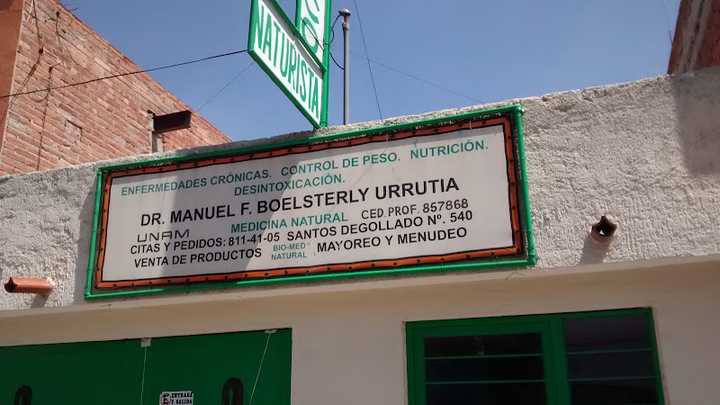 NATURISTA
ENFERMEDADES CRÓNICAS. CONTROL DE PESO. NUTRICIÓN.
DESINTOXICACIÓN.
DR. MANUEL F. BOELSTERLY URRUTIA
UNAM MEDICINA NATURAL CED. PROF. 857868
CITAS Y PEDIDOS: 811-41-05 SANTOS DEGOLLADO Nº. 540
VENTA DE PRODUCTOS BIO-MED® NATURAL MAYOREO Y MENUDEO